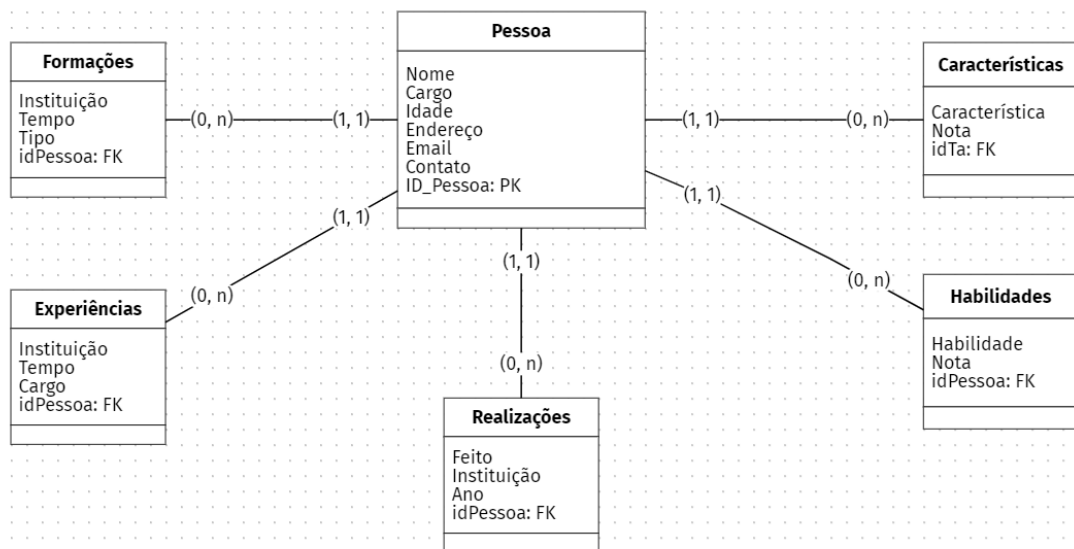 Pessoa
Nome
Cargo
Idade
Endereço
Email
Contato
ID_Pessoa: PK
Formações
Instituição
Tempo
Tipo
idPessoa: FK
(0, n)
(1, 1)
Características
Característica
Nota
idTa: FK
(1, 1)
(0, n)
Experiências
Instituição
Tempo
Cargo
idPessoa: FK
(1, 1)
(0, n)
Habilidades
Habilidade
Nota
idPessoa: FK
(1, 1)
(0, n)
(1, 1)
(0, n)
Realizações
Feito
Instituição
Ano
idPessoa: FK